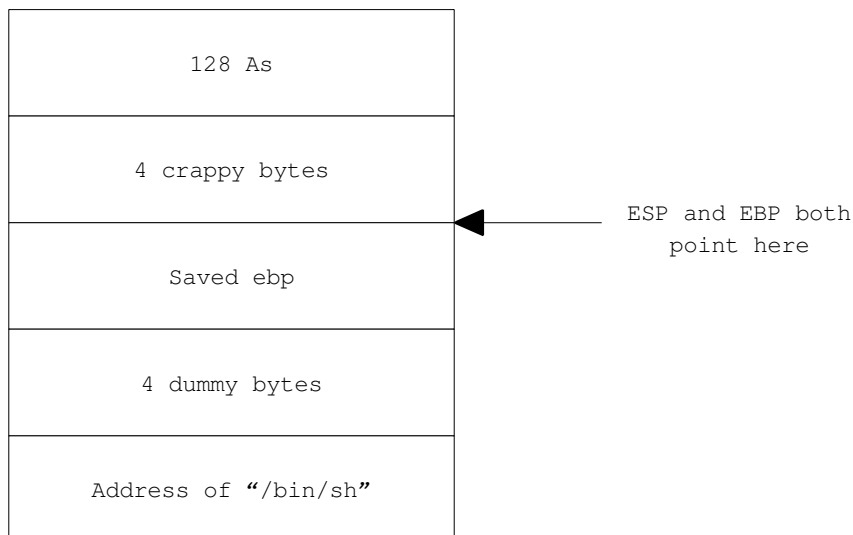 128 As
4 crappy bytes
ESP and EBP both
point here
Saved ebp
4 dummy bytes
Address of “/bin/sh”